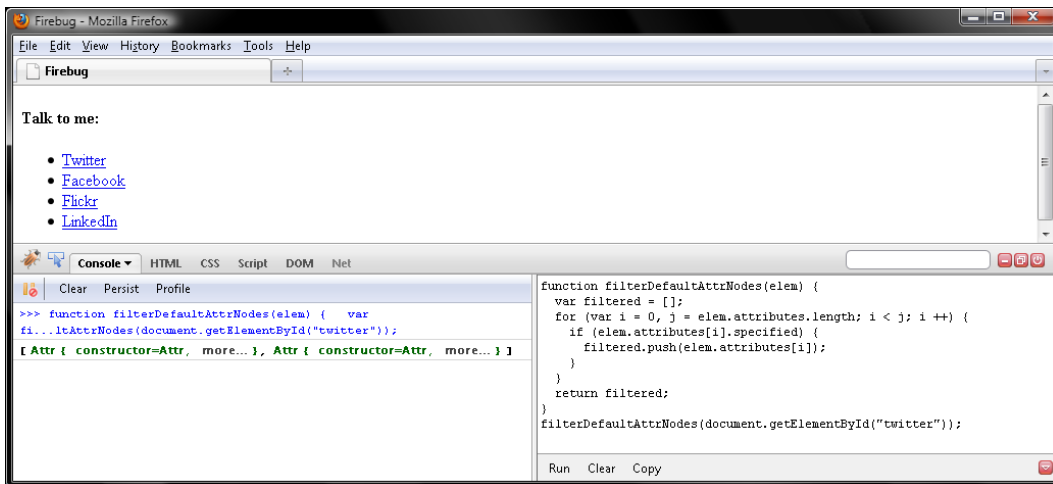 Firebug - Mozilla Firefox
File Edit View History Bookmarks Tools Help
Firebug
Talk to me:
Twitter
Facebook
Flickr
LinkedIn
Console HTML CSS Script DOM Net
Clear Persist Profile
>>> function filterDefaultAttrNodes(elem) {   var
fi...ltAttrNodes(document.getElementById("twitter"));
[ Attr { constructor=Attr, more... }, Attr { constructor=Attr, more... } ]
function filterDefaultAttrNodes(elem) {
  var filtered = [];
  for (var i = 0, j = elem.attributes.length; i < j; i ++) {
    if (elem.attributes[i].specified) {
      filtered.push(elem.attributes[i]);
    }
  }
  return filtered;
}
filterDefaultAttrNodes(document.getElementById("twitter"));
Run Clear Copy